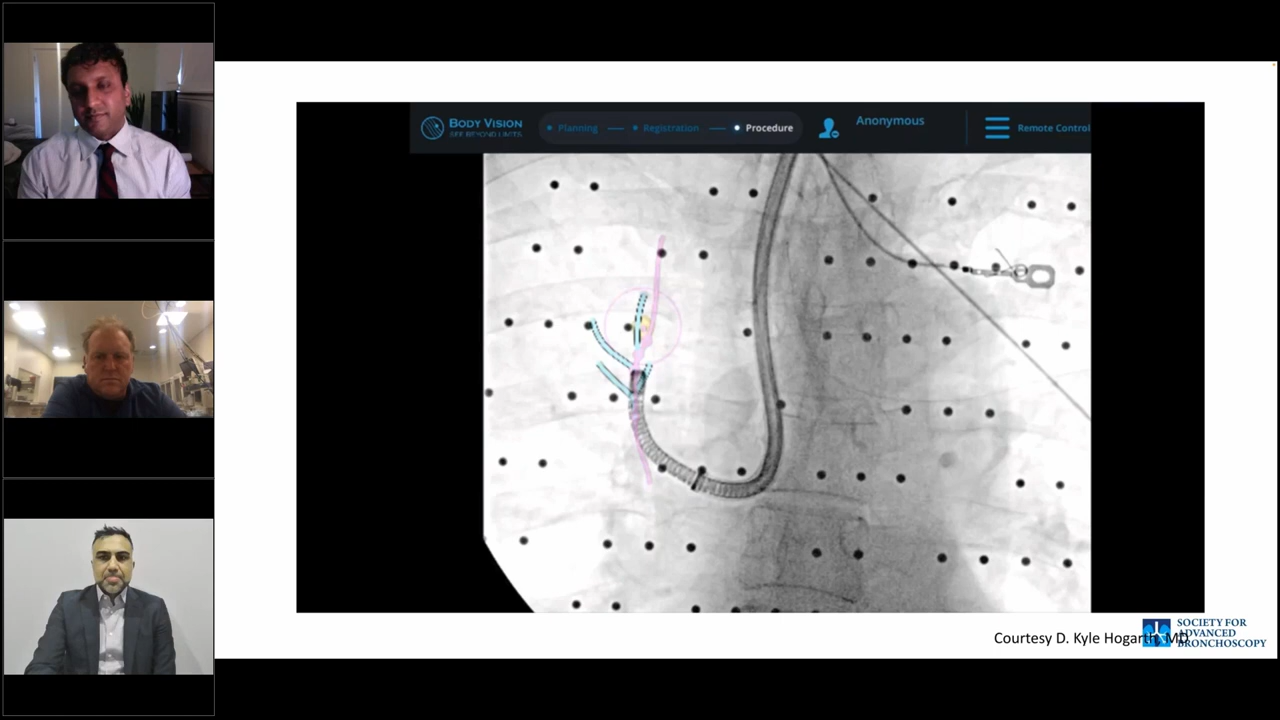 BODY VISION
SEE BEYOND LIMITS
Planning
Registration
Procedure
Anonymous
Remote Control
Courtesy D. Kyle Hogarth, MD
SOCIETY FOR
ADVANCED
BRONCHOSCOPY